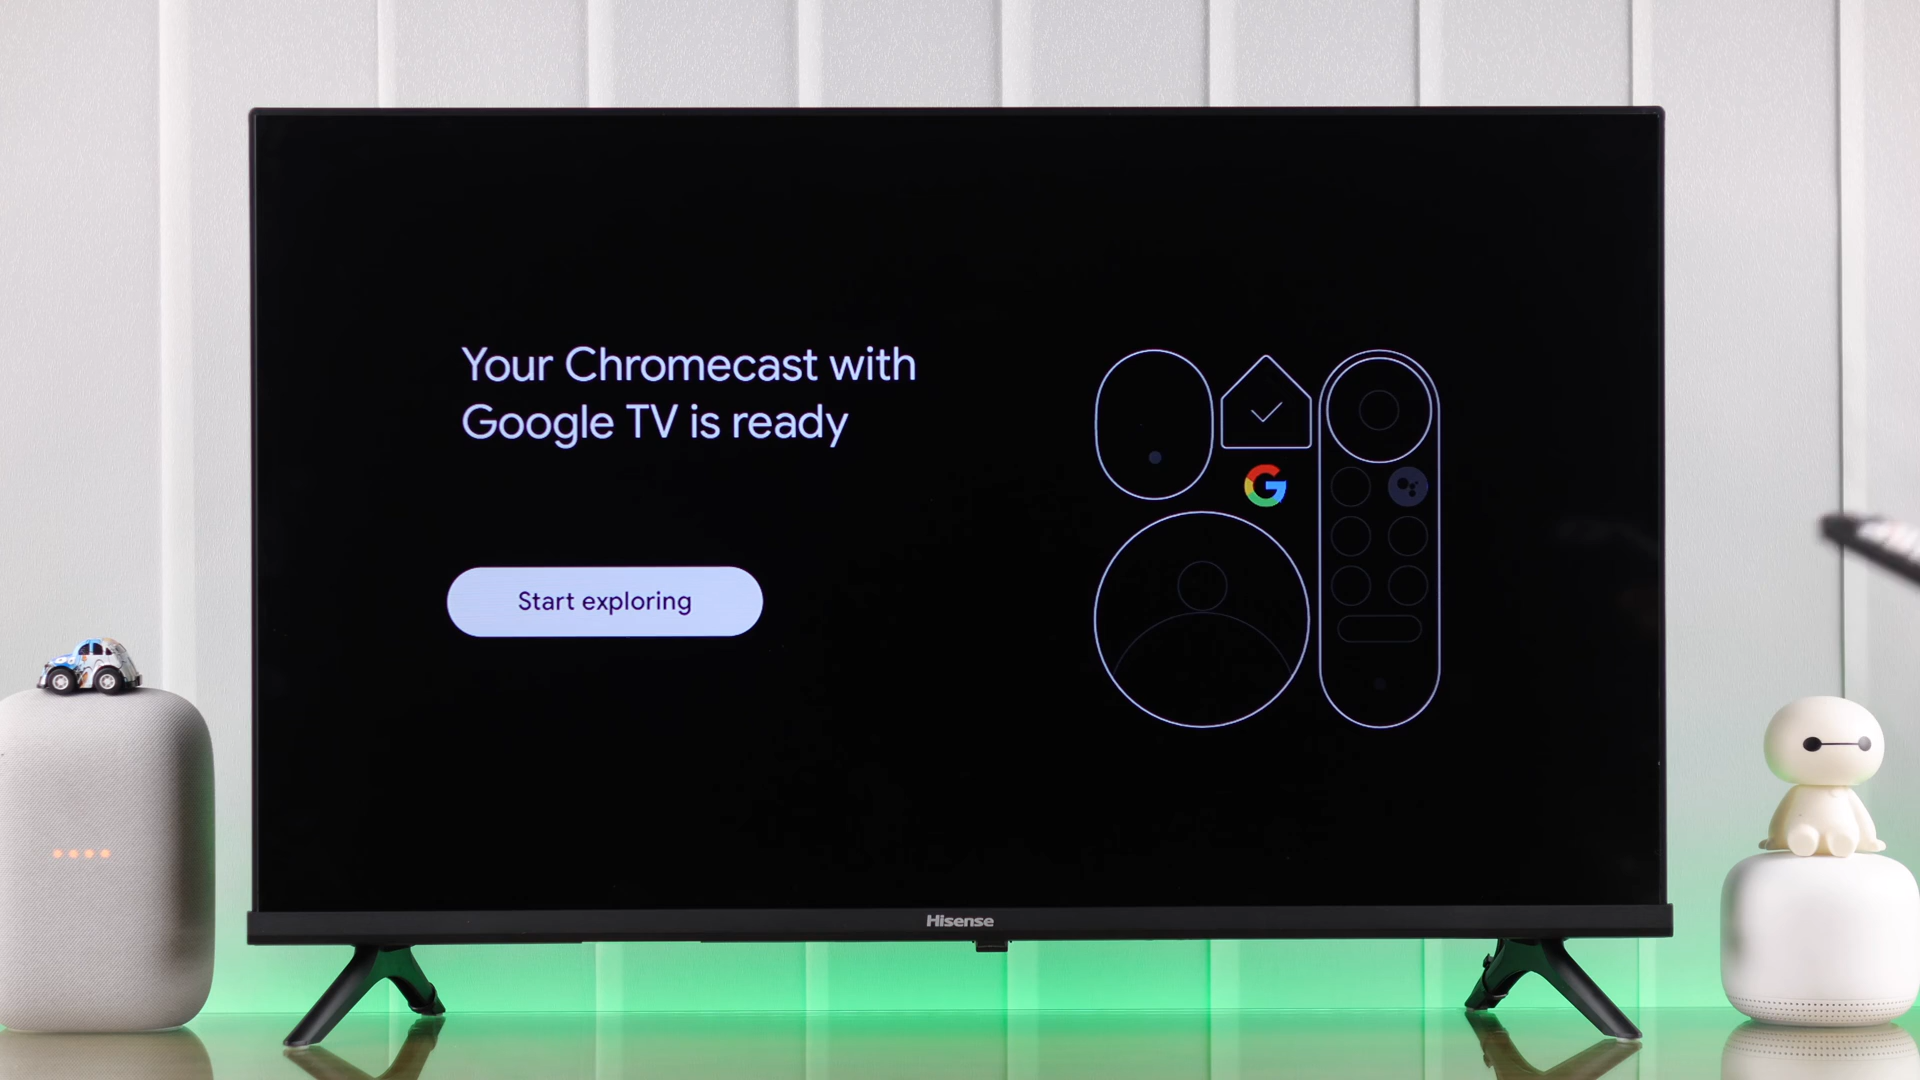 Your Chromecast with
Google TV is ready
G
Start exploring
Hisense